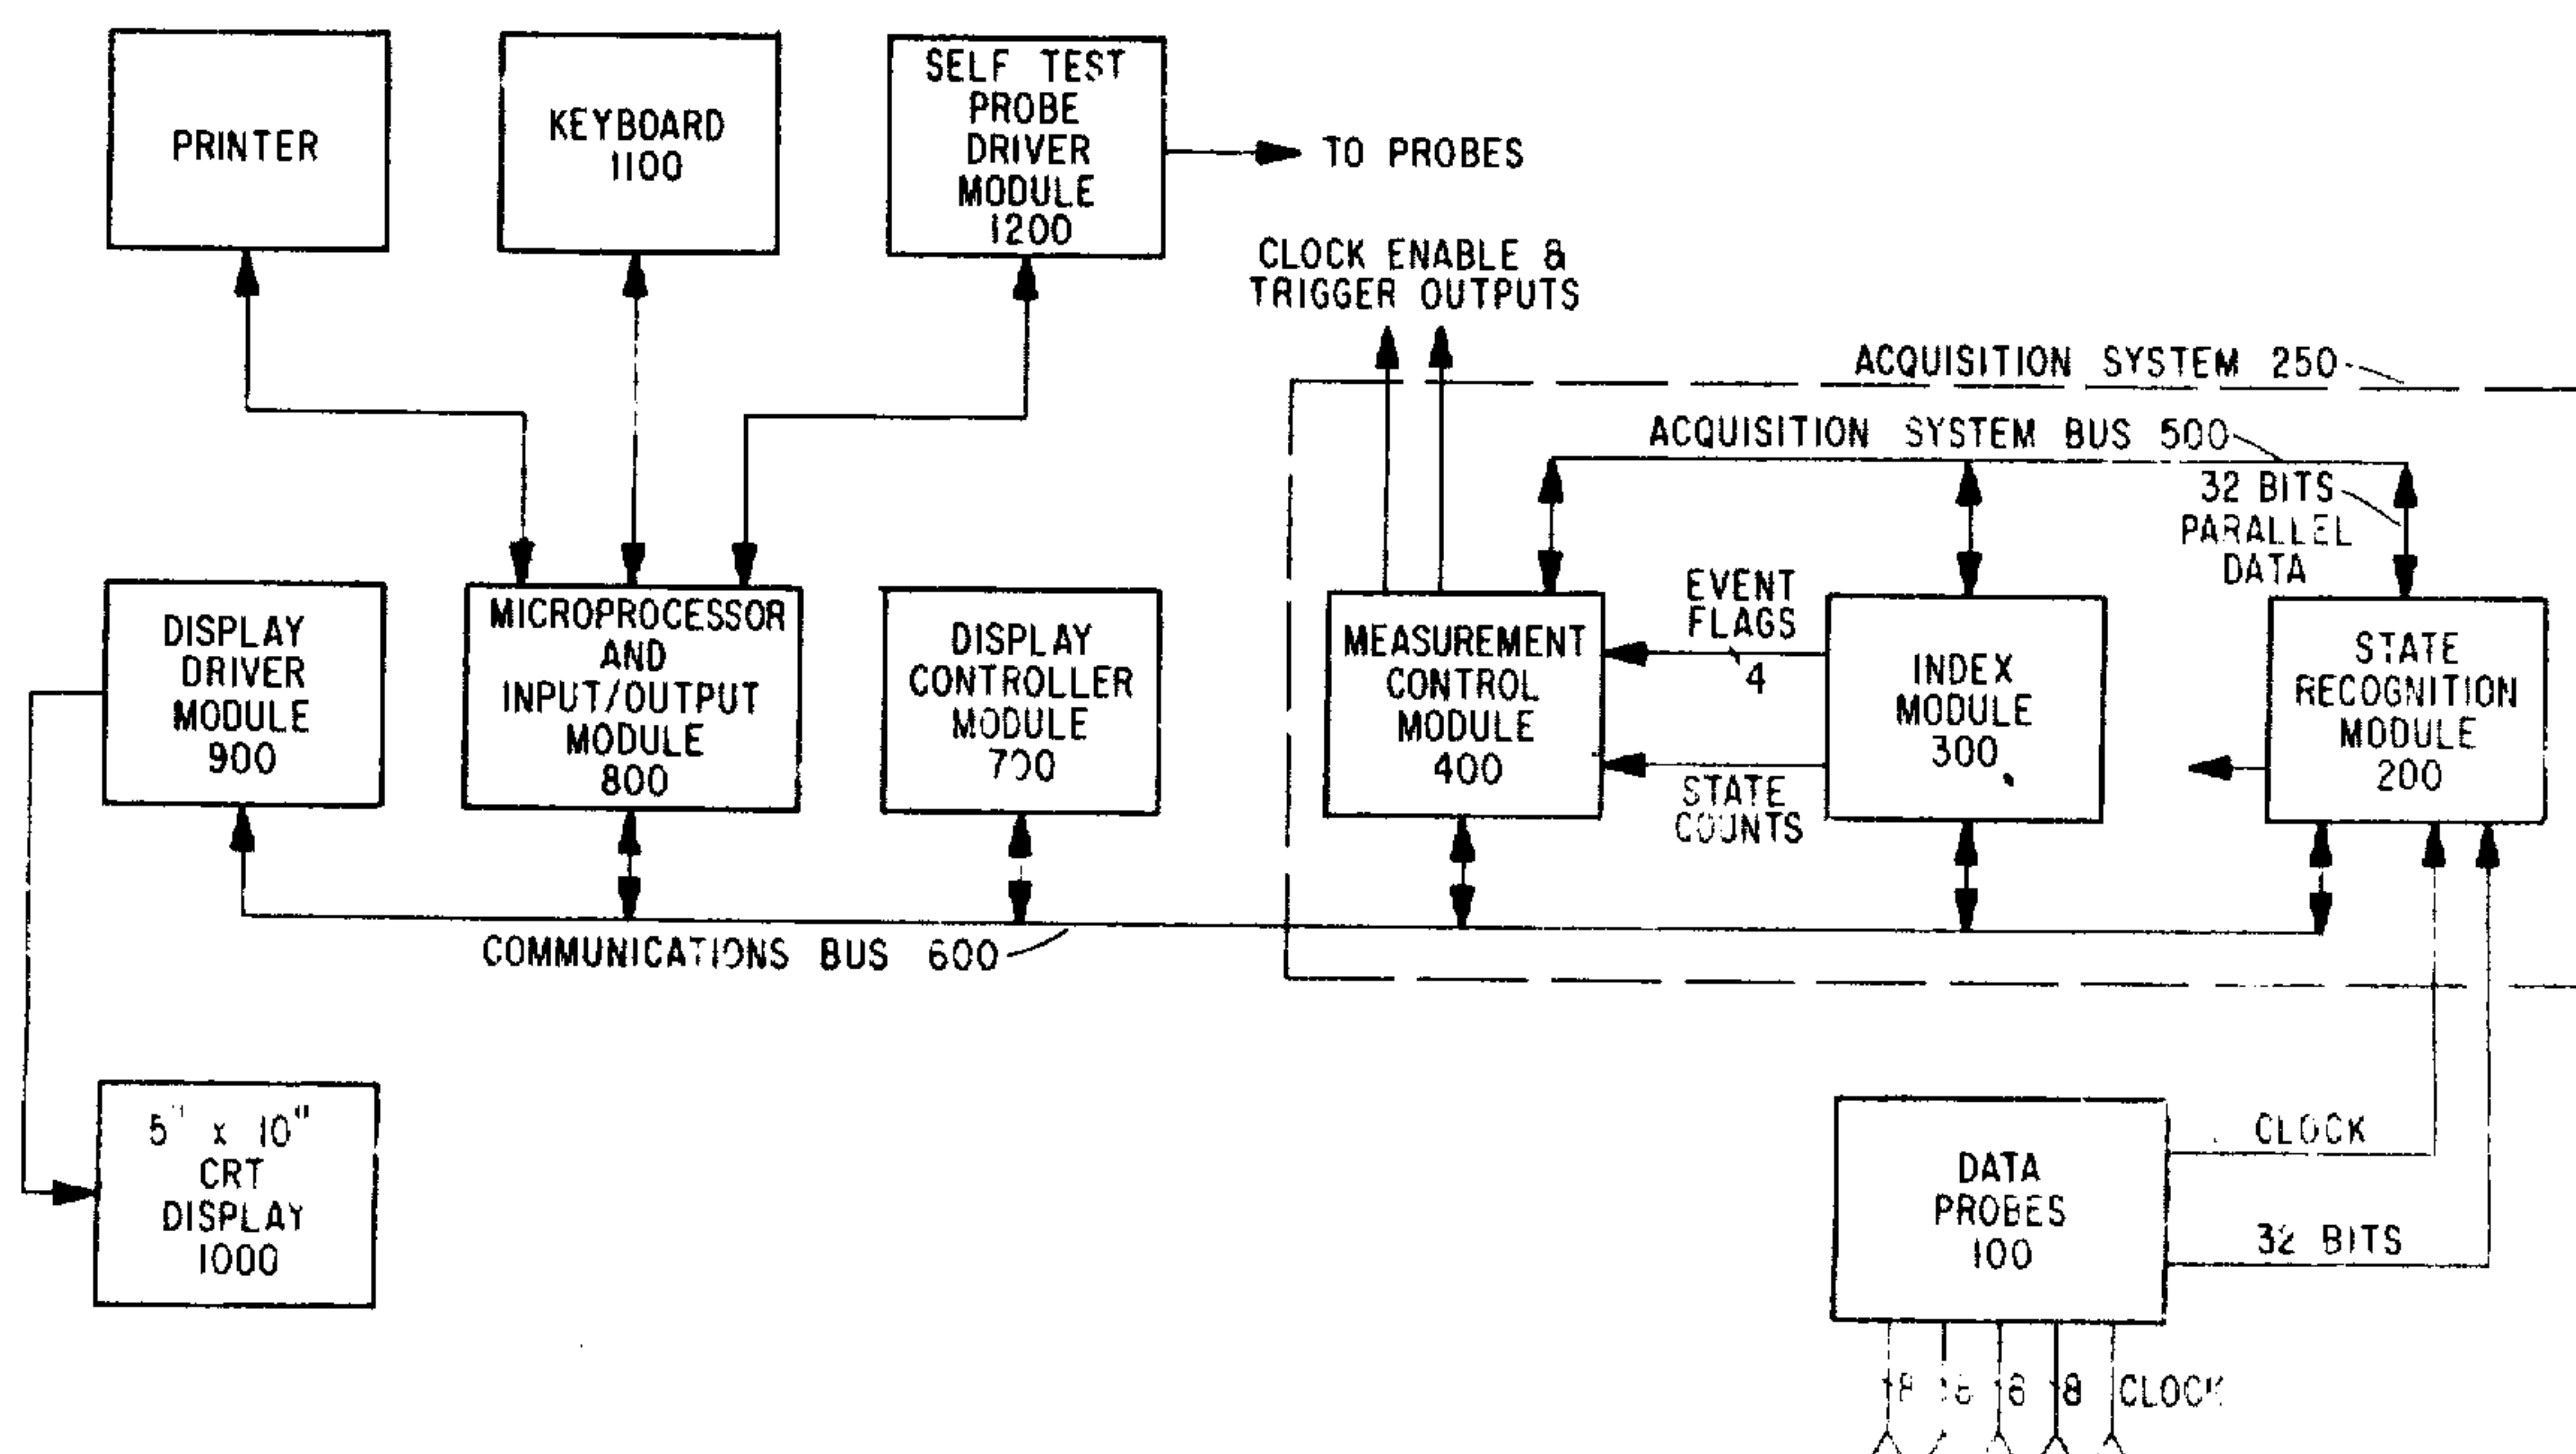 PRINTER
KEYBOARD
1100
SELF TEST
PROBE
DRIVER
MODULE
1200
TO PROBES
CLOCK ENABLE &
TRIGGER OUTPUTS
ACQUISITION SYSTEM 250
ACQUISITION SYSTEM BUS 500
32 BITS
PARALLEL
DATA
DISPLAY
DRIVER
MODULE
900
MICROPROCESSOR
AND
INPUT/OUTPUT
MODULE
800
DISPLAY
CONTROLLER
MODULE
700
MEASUREMENT
CONTROL
MODULE
400
EVENT
FLAGS
4
STATE
COUNTS
INDEX
MODULE
300
STATE
RECOGNITION
MODULE
200
COMMUNICATIONS BUS 600
5" x 10"
CRT
DISPLAY
1000
DATA
PROBES
100
CLOCK
32 BITS
8 8 8 8 CLOCK